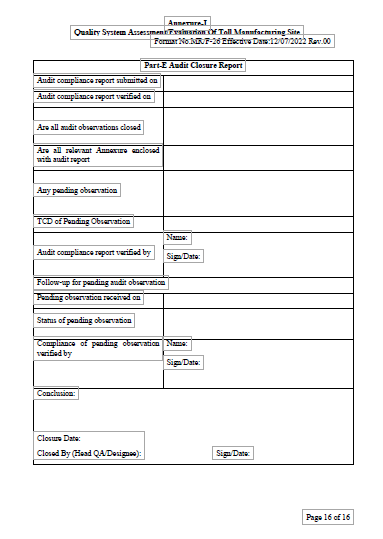 Annexure-I
Quality System Assessment/Evaluation Of Toll Manufacturing Site
Format No:MR/F-26 Effective Date:12/07/2022 Rev.00
Part-E Audit Closure Report
Audit compliance report submitted on
Audit compliance report verified on
Are all audit observations closed
Are all relevant Annexure enclosed
with audit report
Any pending observation
TCD of Pending Observation
Audit compliance report verified by
Name:
Sign/Date:
Follow-up for pending audit observation
Pending observation received on
Status of pending observation
Compliance of pending observation
verified by
Name:
Sign/Date:
Conclusion:
Closure Date:
Closed By (Head QA/Designee):
Sign/Date:
Page 16 of 16